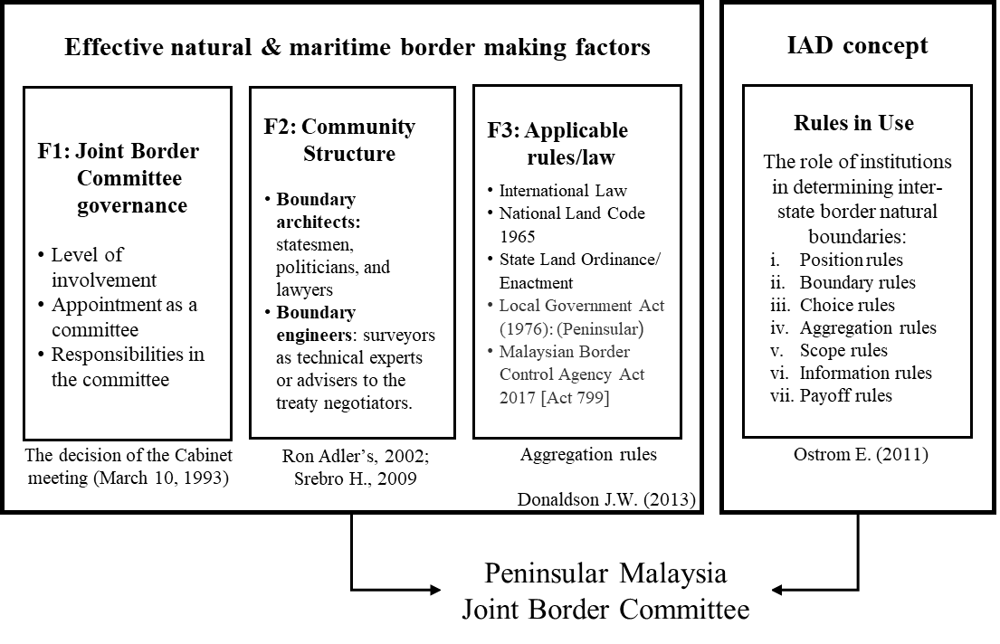 Effective natural & maritime border making factors
F1: Joint Border
Committee
governance
• Level of
involvement
• Appointment as a
committee
• Responsibilities in
the committee
The decision of the Cabinet
meeting (March 10, 1993)
F2: Community
Structure
• Boundary
architects:
statesmen,
politicians, and
lawyers
• Boundary
engineers: surveyors
as technical experts
or advisers to the
treaty negotiators.
Ron Adler’s, 2002;
Srebro H., 2009
F3: Applicable
rules/law
• International Law
• National Land Code
1965
• State Land Ordinance/
Enactment
• Local Government Act
(1976): (Peninsular)
• Malaysian Border
Control Agency Act
2017 [Act 799]
Aggregation rules
Donaldson J.W. (2013)
IAD concept
Rules in Use
The role of institutions
in determining inter-
state border natural
boundaries:
i. Position rules
ii. Boundary rules
iii. Choice rules
iv. Aggregation rules
v. Scope rules
vi. Information rules
vii. Payoff rules
Ostrom E. (2011)
Peninsular Malaysia
Joint Border Committee